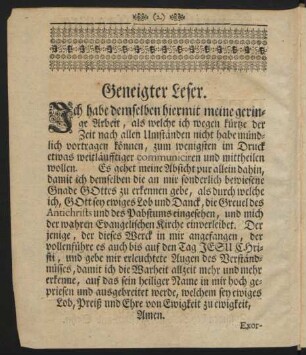 (2.)
Geneigter Leser.
Ich habe demselben hiermit meine gerin-
ge Arbeit, als welche ich wegen kürtze der
Zeit nach allen Umständen nicht habe münd-
lich vortragen können, zum wenigsten im Druck
etwas weitläufftiger communiciren und mittheilen
wollen. Es gehet meine Absicht nur allein dahin,
damit ich demselben die an mir sonderlich bewiesene
Gnade GOttes zu erkennen gebe, als durch welche
ich, GOtt sey ewiges Lob und Danck, die Greuel des
Antichrists und des Pabstums eingesehen, und mich
der wahren Evangelischen Kirche einverleibet. Der
jenige, der dieses Werck in mir angefangen, der
vollenführe es auch bis auf den Tag JESU CHri-
sti, und gebe mir erleuchtete Augen des Verständ-
nüsses, damit ich die Warheit allzeit mehr und mehr
erkenne, auf das sein heiliger Name in mir hoch ge-
priesen und ausgebreitet werde, welchem sey ewiges
Lob, Preiß und Ehre von Ewigkeit zu ewigkeit,
Amen.
Exor-